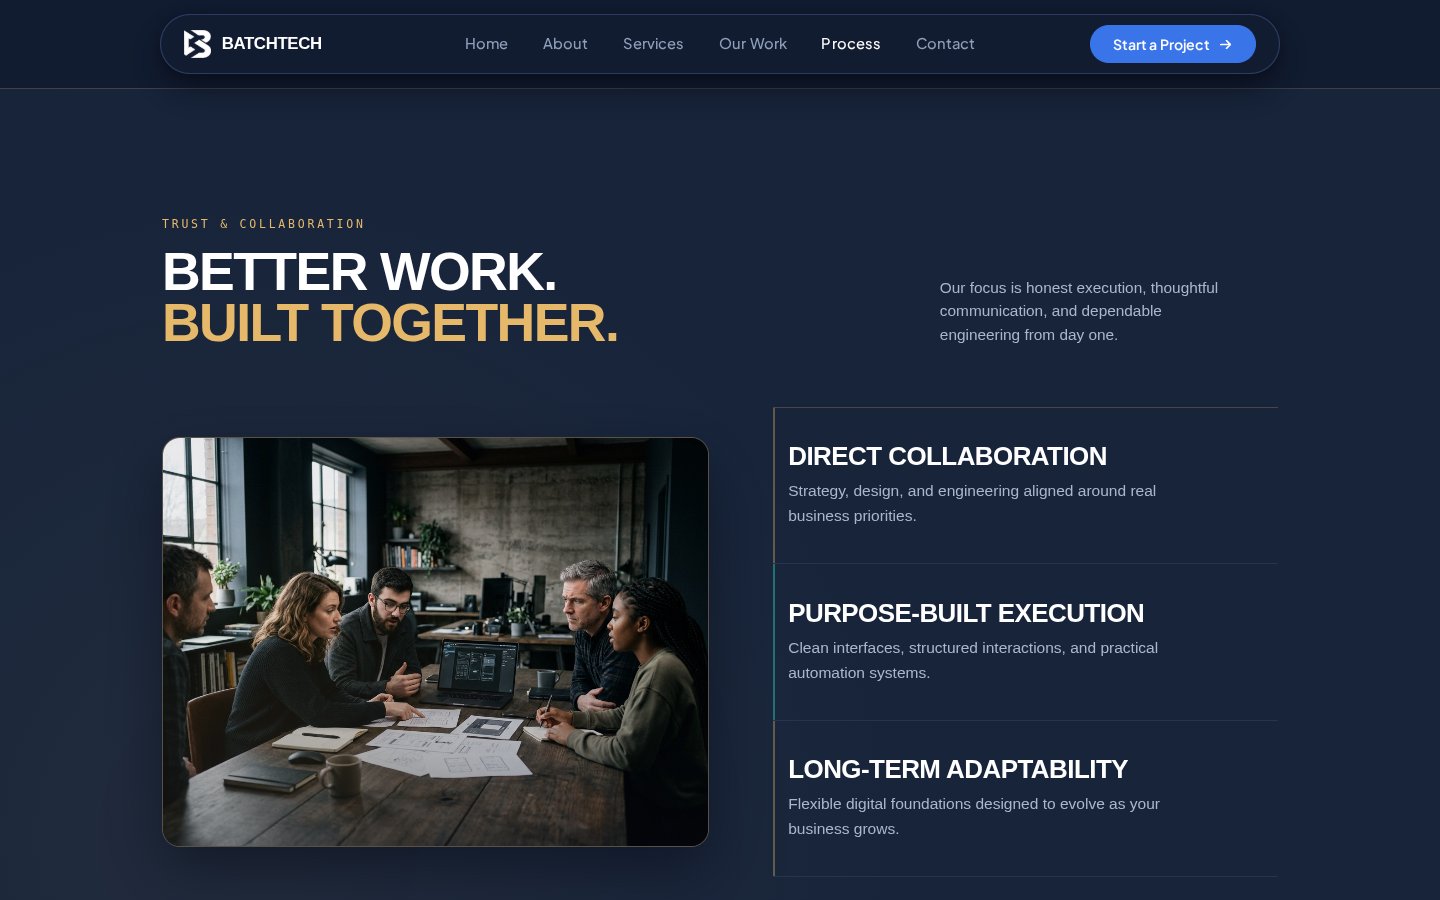 BATCHTECH
Home
About
Services
Our Work
Process
Contact
Start a Project
TRUST & COLLABORATION
BETTER WORK.
BUILT TOGETHER.
Our focus is honest execution, thoughtful
communication, and dependable
engineering from day one.
DIRECT COLLABORATION
Strategy, design, and engineering aligned around real
business priorities.
PURPOSE-BUILT EXECUTION
Clean interfaces, structured interactions, and practical
automation systems.
LONG-TERM ADAPTABILITY
Flexible digital foundations designed to evolve as your
business grows.